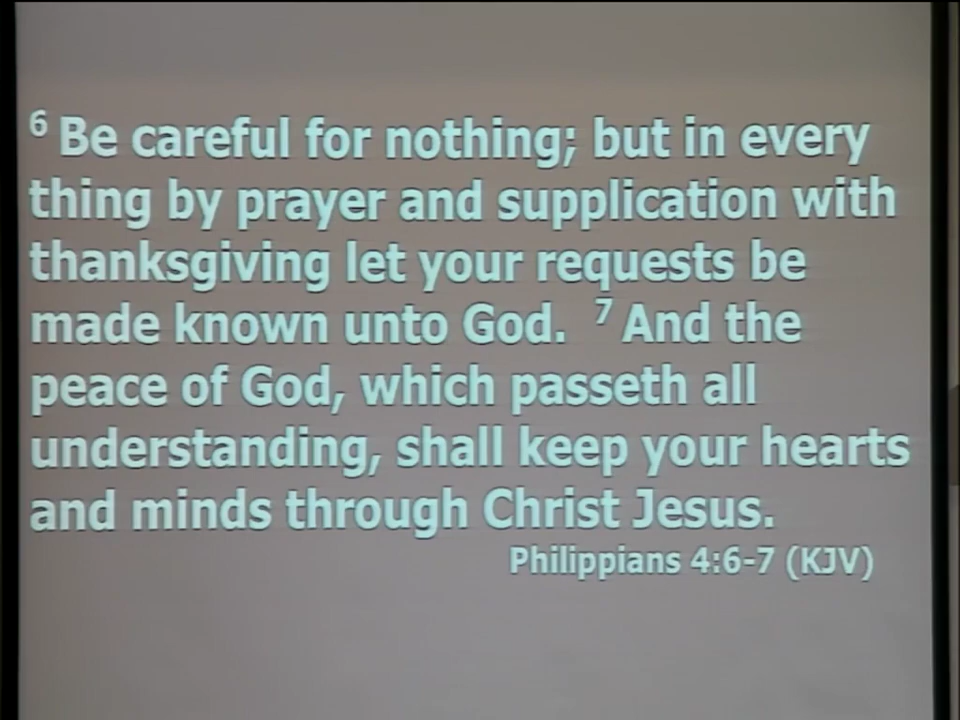 6 Be careful for nothing; but in every
thing by prayer and supplication with
thanksgiving let your requests be
made known unto God. 7 And the
peace of God, which passeth all
understanding, shall keep your hearts
and minds through Christ Jesus.
Philippians 4:6-7 (KJV)